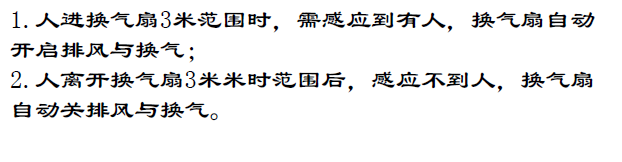 1.人进换气扇3米范围时，需感应到有人，换气扇自动
开启排风与换气；
2.人离开换气扇3米米时范围后，感应不到人，换气扇
自动关排风与换气。